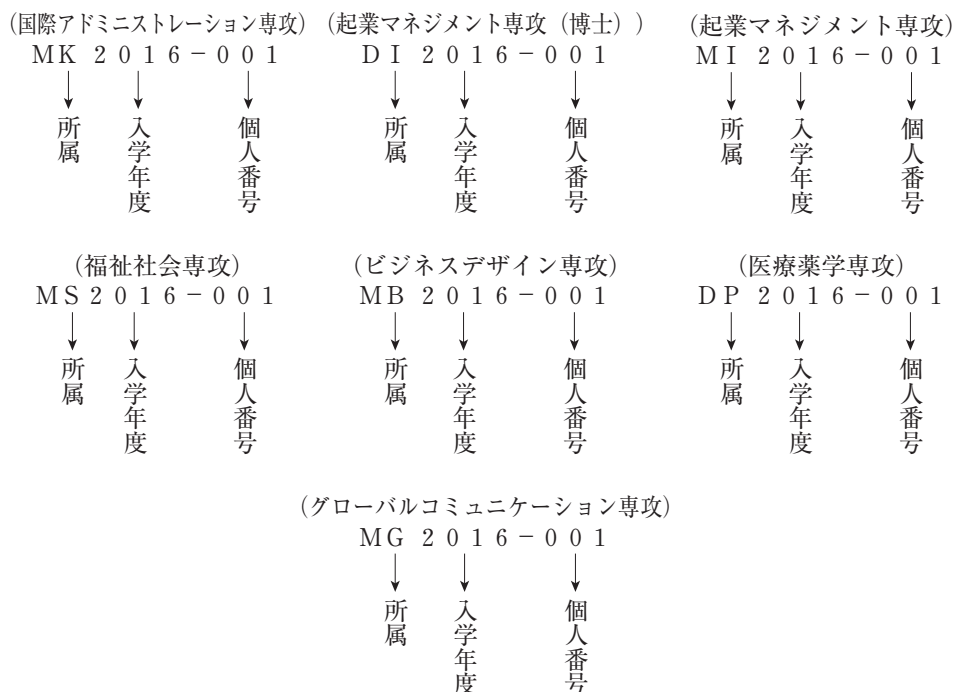 （国際アドミニストレーション専攻）
MK 2016－001
所属
入学年度
個人番号
（起業マネジメント専攻（博士））
DI 2016－001
所属
入学年度
個人番号
（起業マネジメント専攻）
MI 2016－001
所属
入学年度
個人番号
（福祉社会専攻）
MS2016－001
所属
入学年度
個人番号
（ビジネスデザイン専攻）
MB 2016－001
所属
入学年度
個人番号
（医療薬学専攻）
DP 2016－001
所属
入学年度
個人番号
（グローバルコミュニケーション専攻）
MG 2016－001
所属
入学年度
個人番号